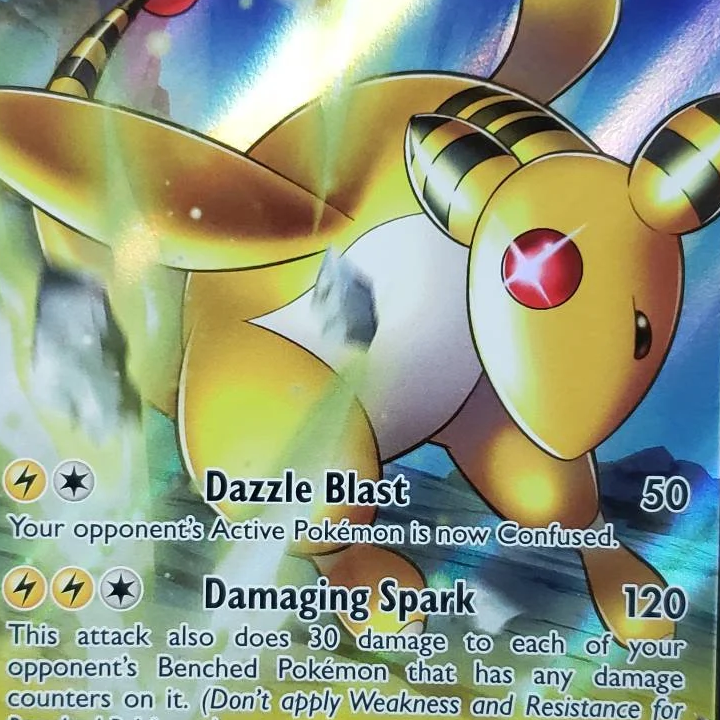 Dazzle Blast 50
Your opponent's Active Pokémon is now Confused.
Damaging Spark 120
This attack also does 30 damage to each of your
opponent's Benched Pokémon that has any damage
counters on it. (Don't apply Weakness and Resistance for